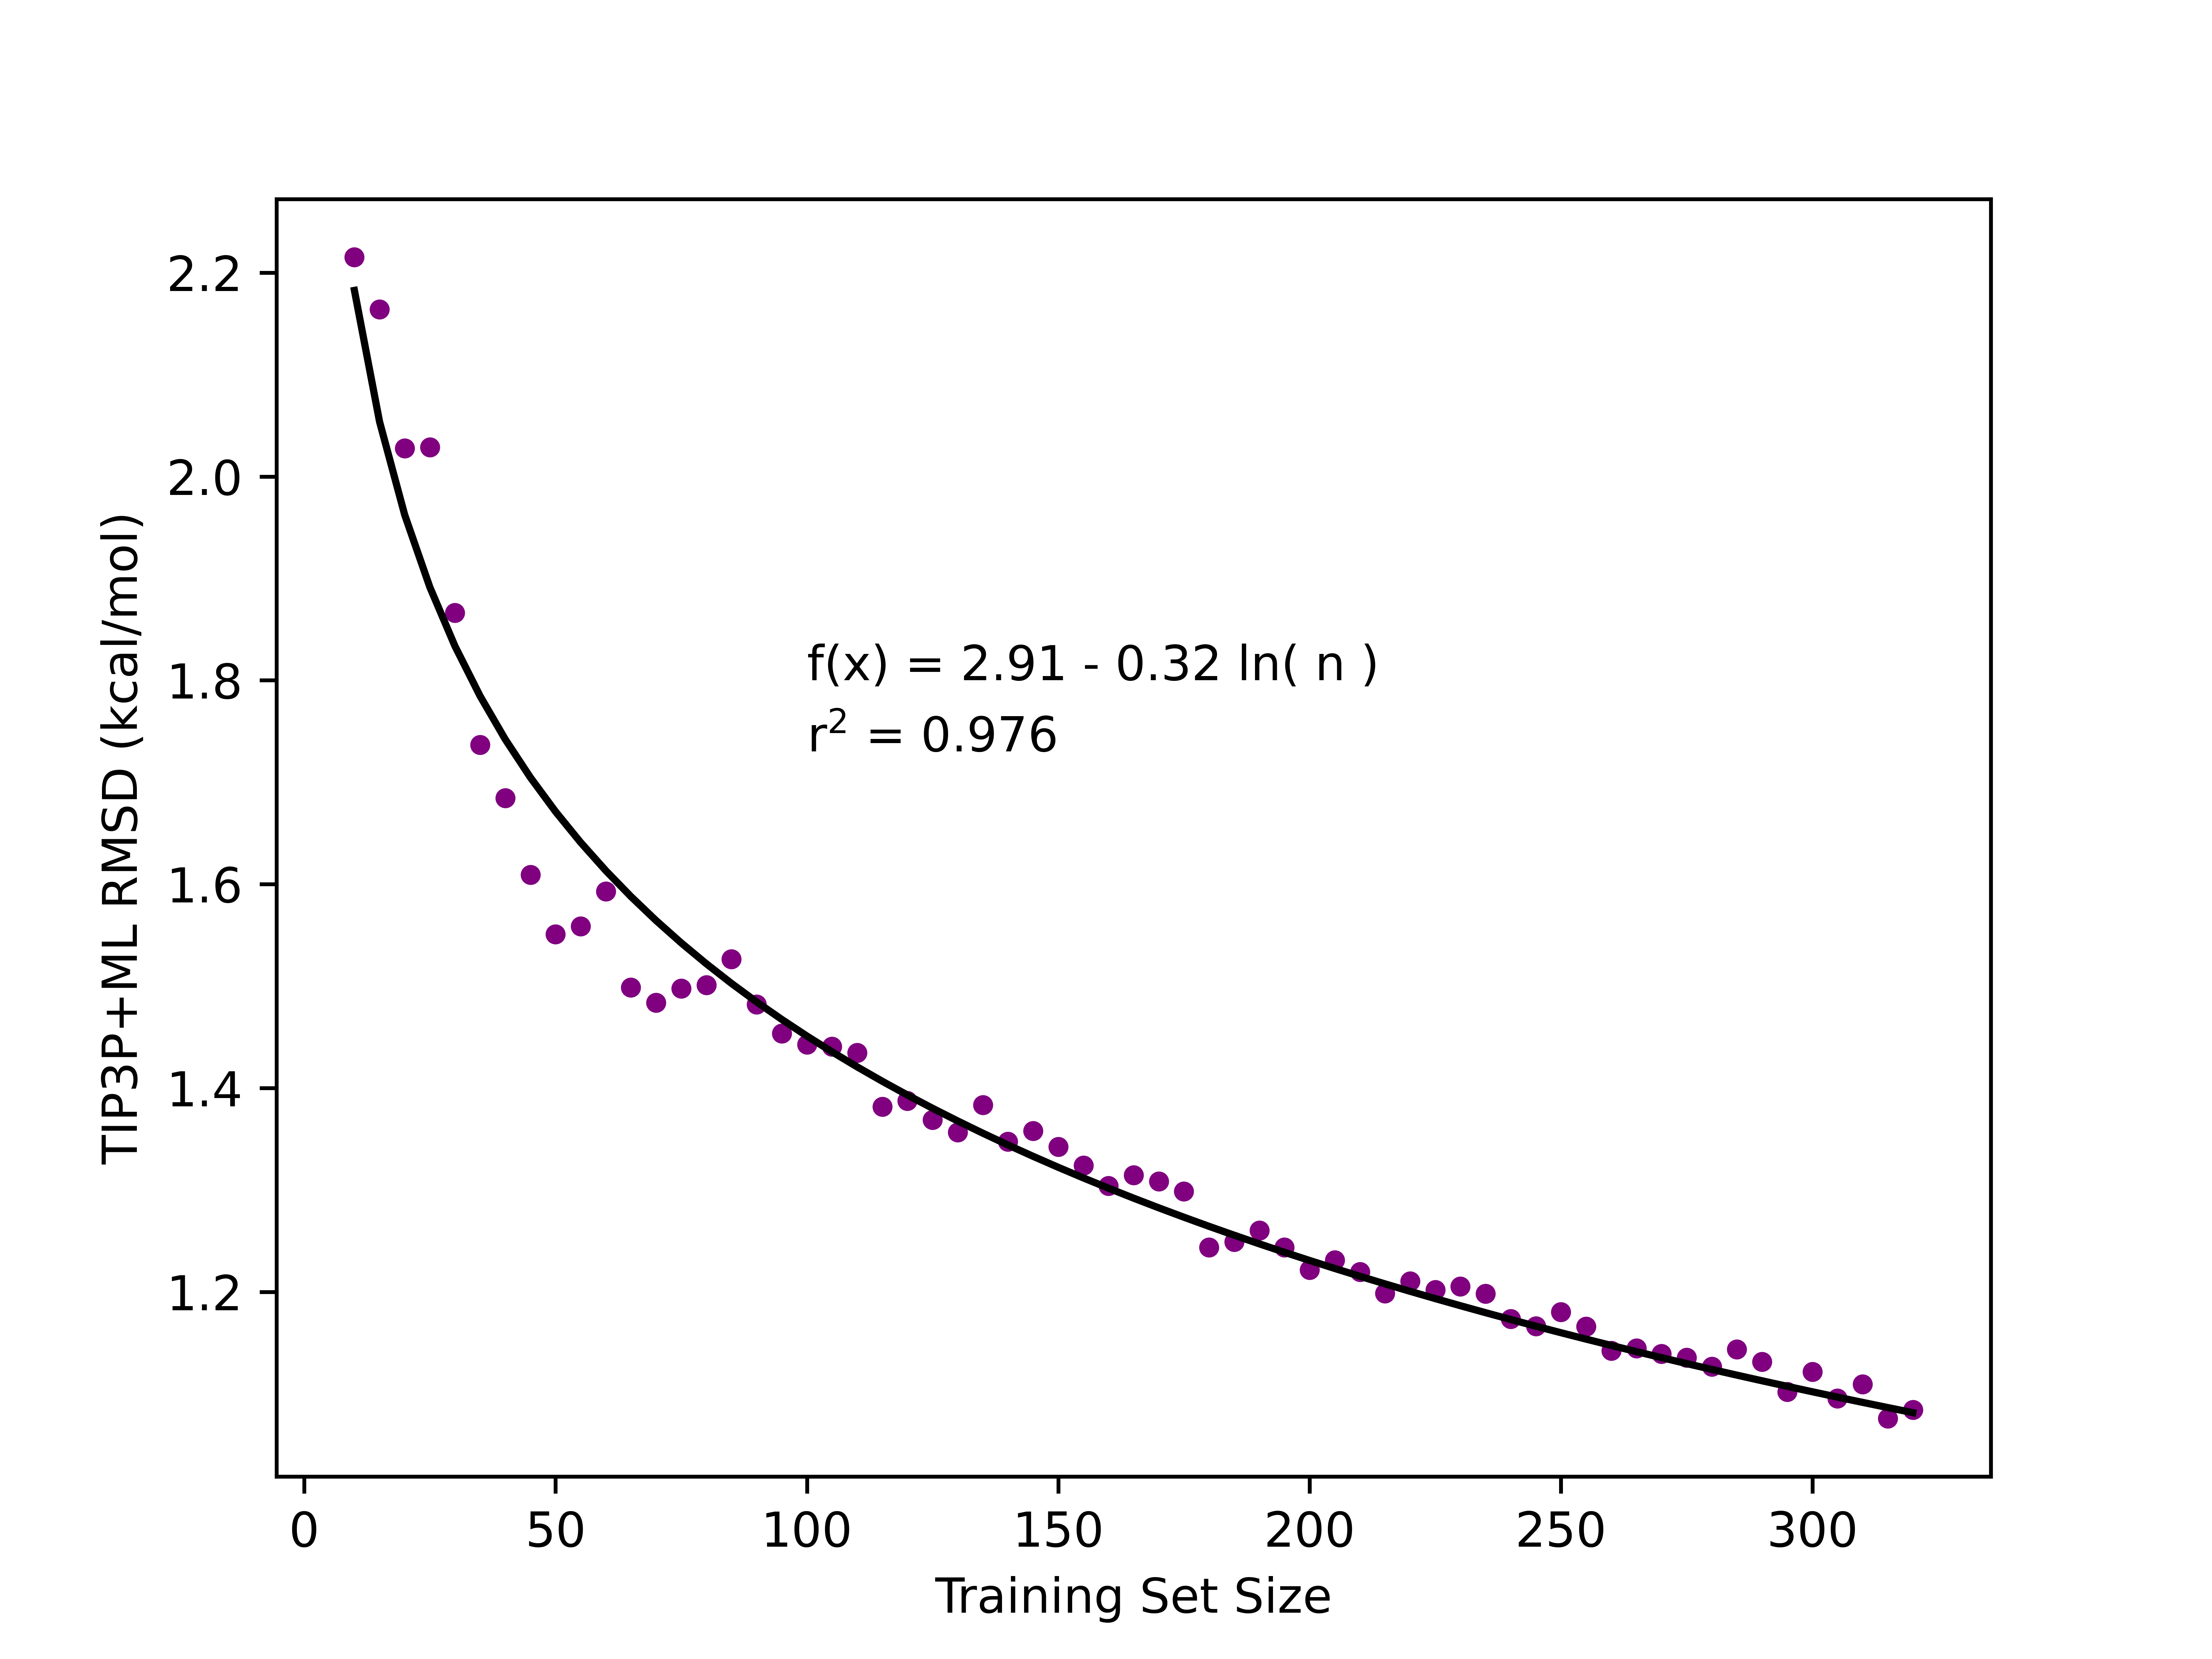 2.2
2.0
1.8
1.6
1.4
1.2
TIP3P+ML RMSD (kcal/mol)
f(x) = 2.91 - 0.32 ln( n )
r² = 0.976
0 50 100 150 200 250 300
Training Set Size